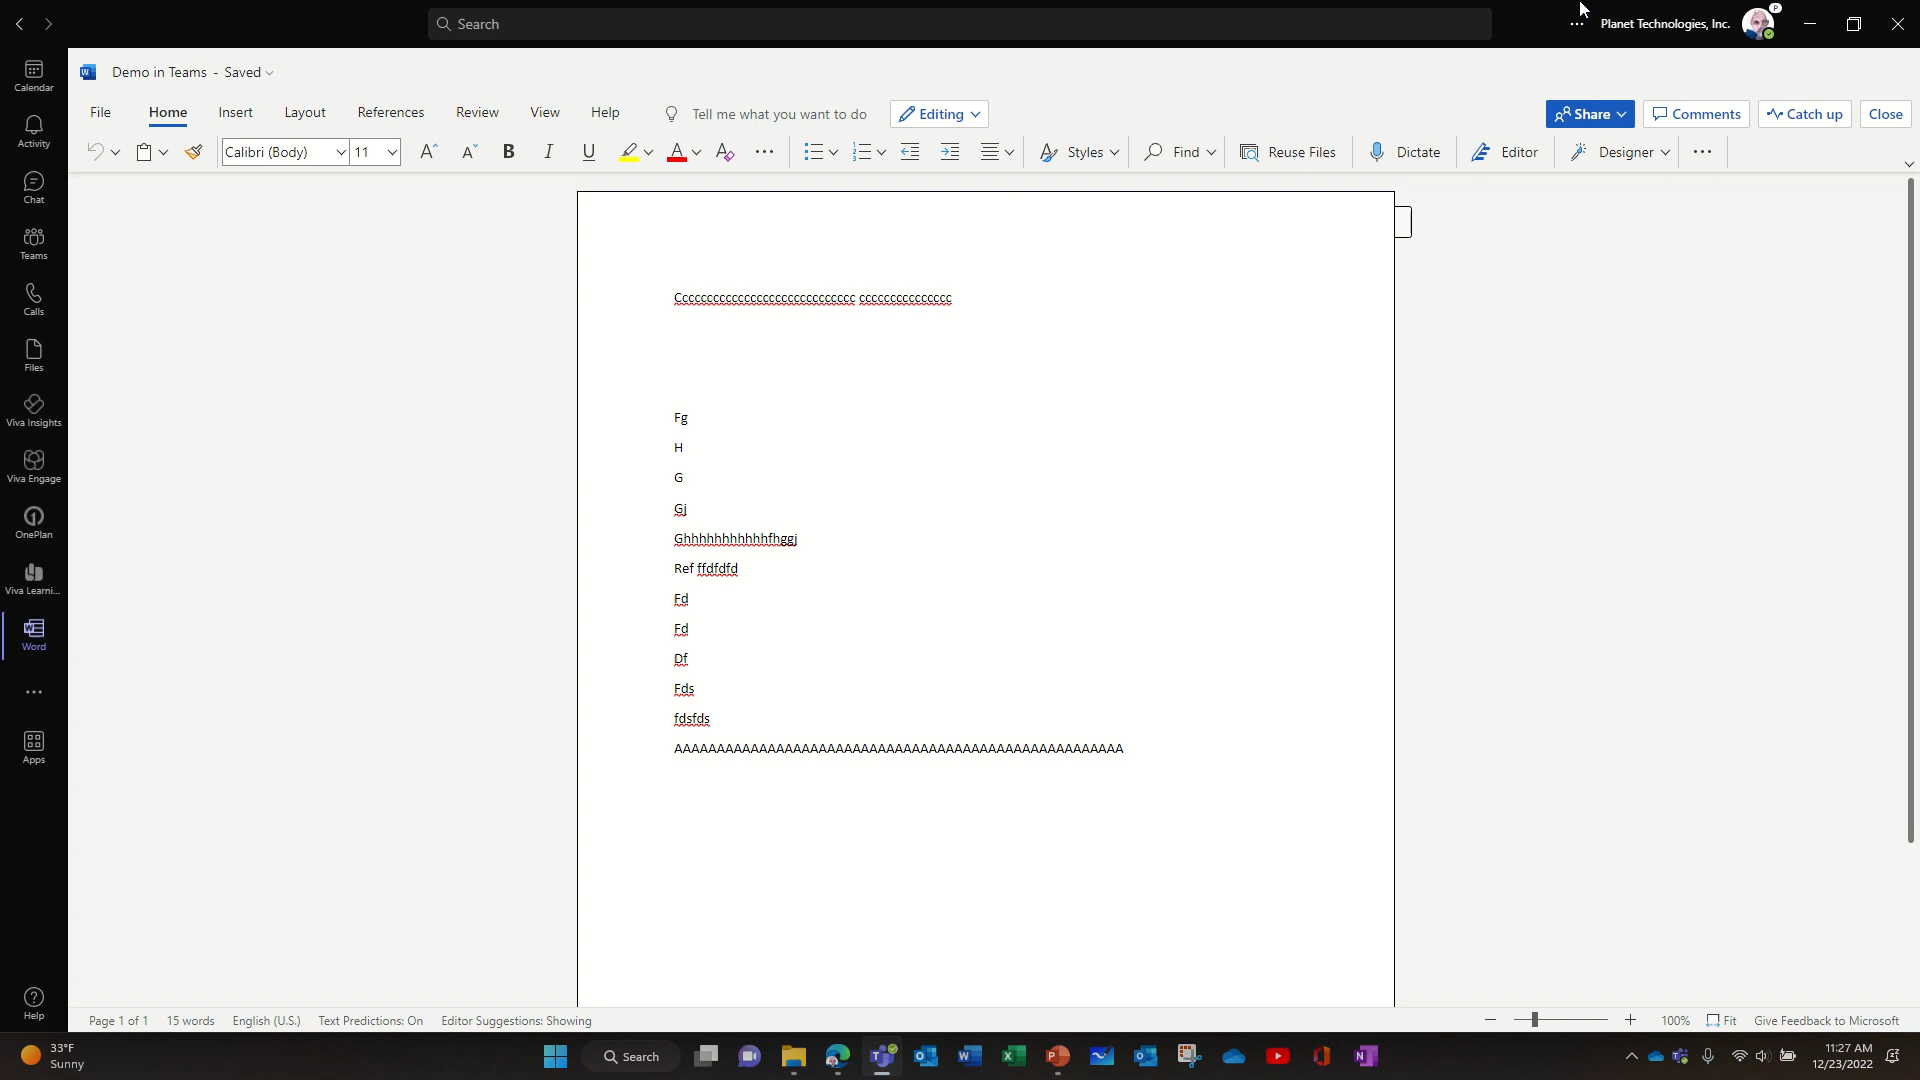 Search
Planet Technologies, Inc.
P
Calendar
Activity
Chat
Teams
Calls
Files
Viva Insights
Viva Engage
OnePlan
Viva Learni...
Word
Apps
Help
Demo in Teams - Saved
File Home Insert Layout References Review View Help Tell me what you want to do Editing
Share Comments Catch up Close
Calibri (Body) 11 B I U A Styles Find Reuse Files Dictate Editor Designer
Fg
H
G
Gj
Ref ffdfdfd
Fd
Fd
Df
Fds
fdsfds
Page 1 of 1 15 words English (U.S.) Text Predictions: On Editor Suggestions: Showing
100% Fit Give Feedback to Microsoft
33°F
Sunny
Search
11:27 AM
12/23/2022